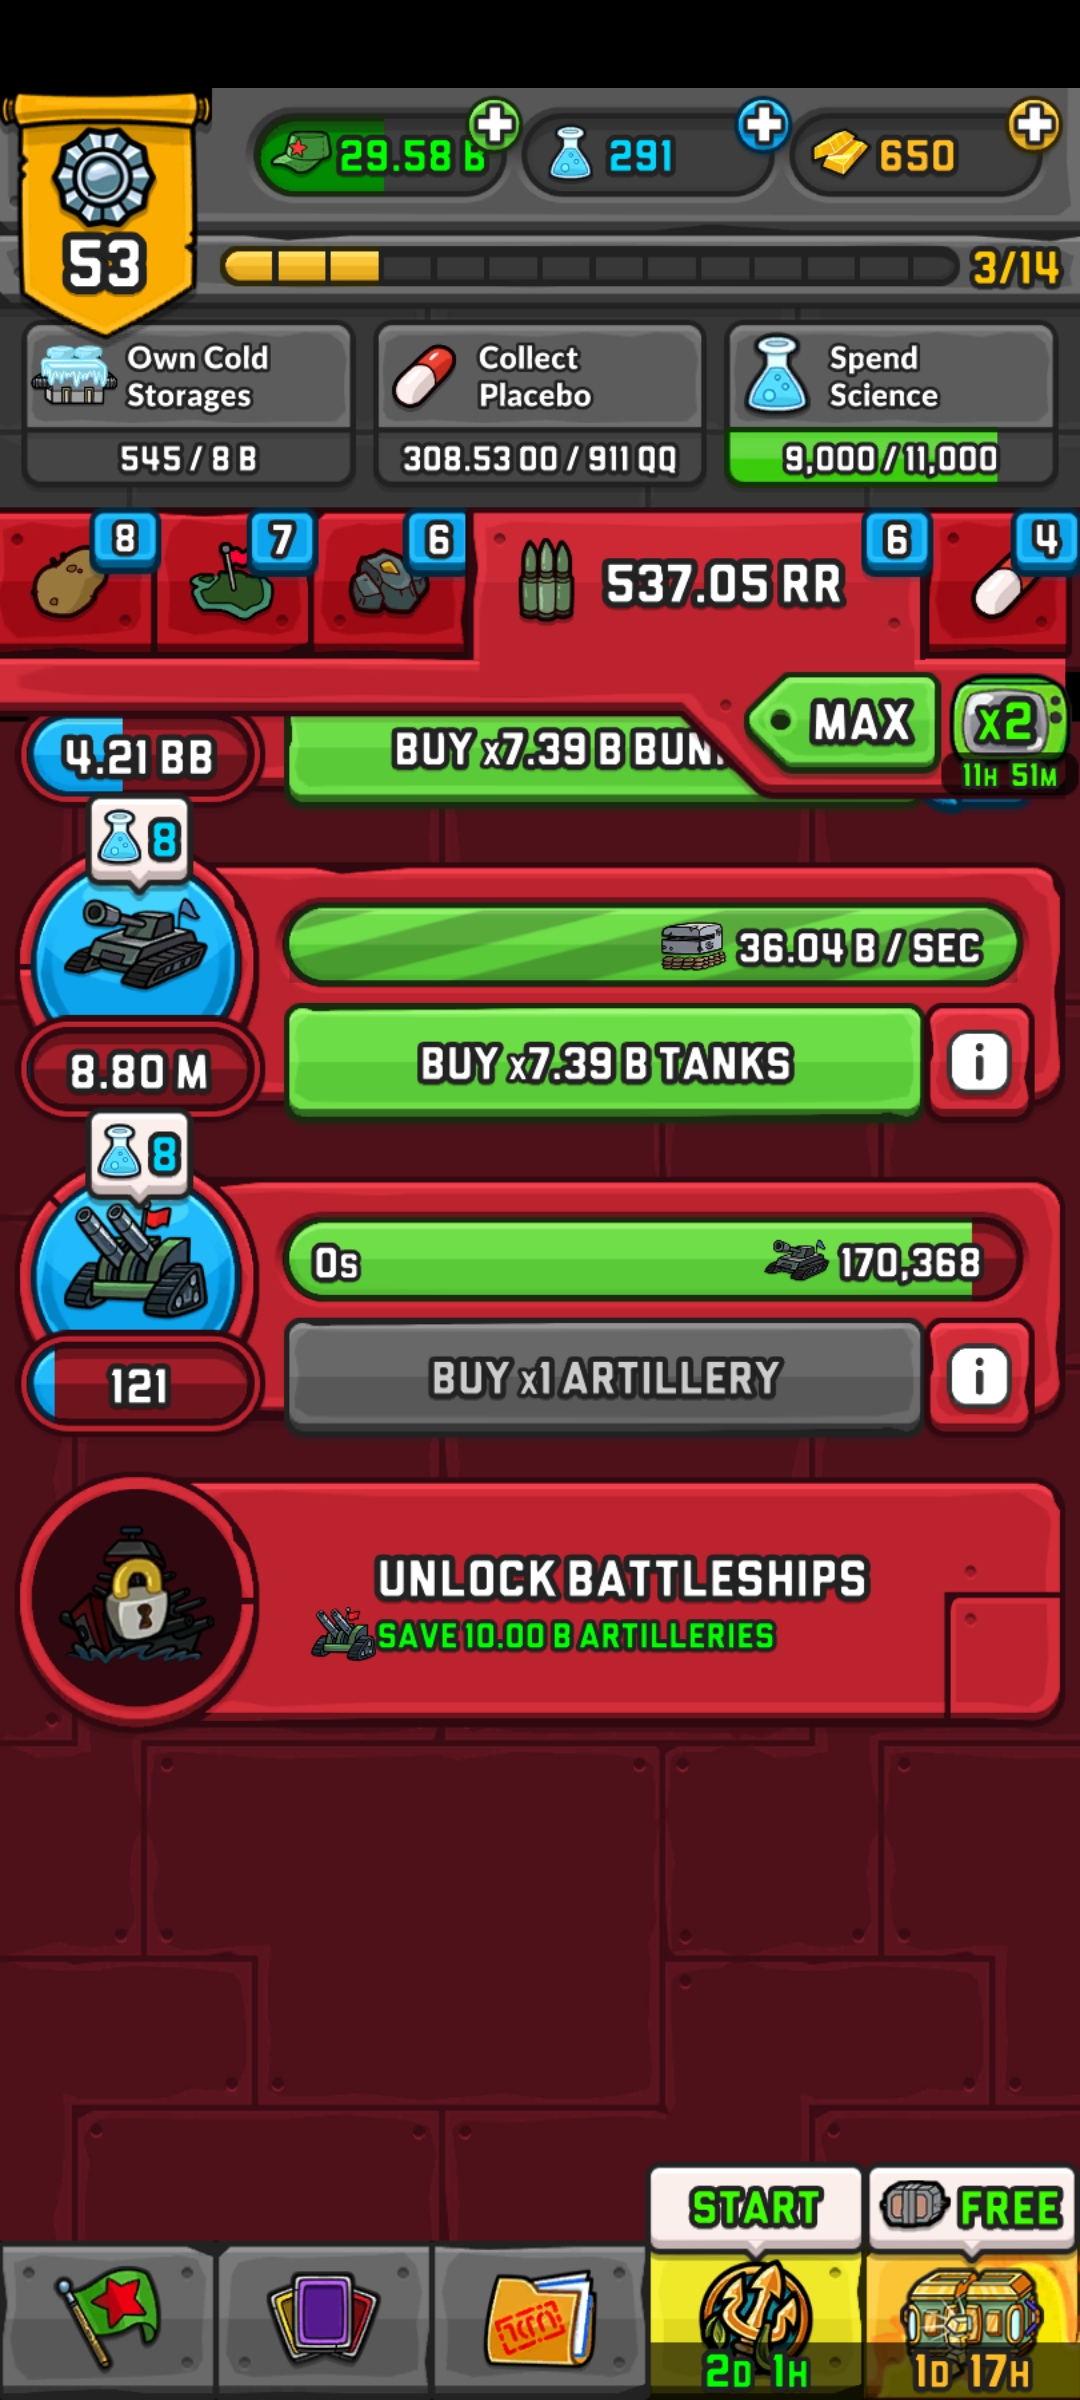 29.58 B
291
650
53
3/14
Own Cold
Storages
Collect
Placebo
Spend
Science
545 / 8 B
308.53 OO / 911 QQ
9,000 / 11,000
8
7
6
537.05 RR
6
4
MAX
x2
11H 51M
4.21 BB
BUY x7.39 B BUN
8
36.04 B / SEC
8.80 M
BUY x7.39 B TANKS
i
8
0s
170,368
121
BUY x1 ARTILLERY
i
UNLOCK BATTLESHIPS
SAVE 10.00 B ARTILLERIES
START
FREE
2D 1H
1D 17H